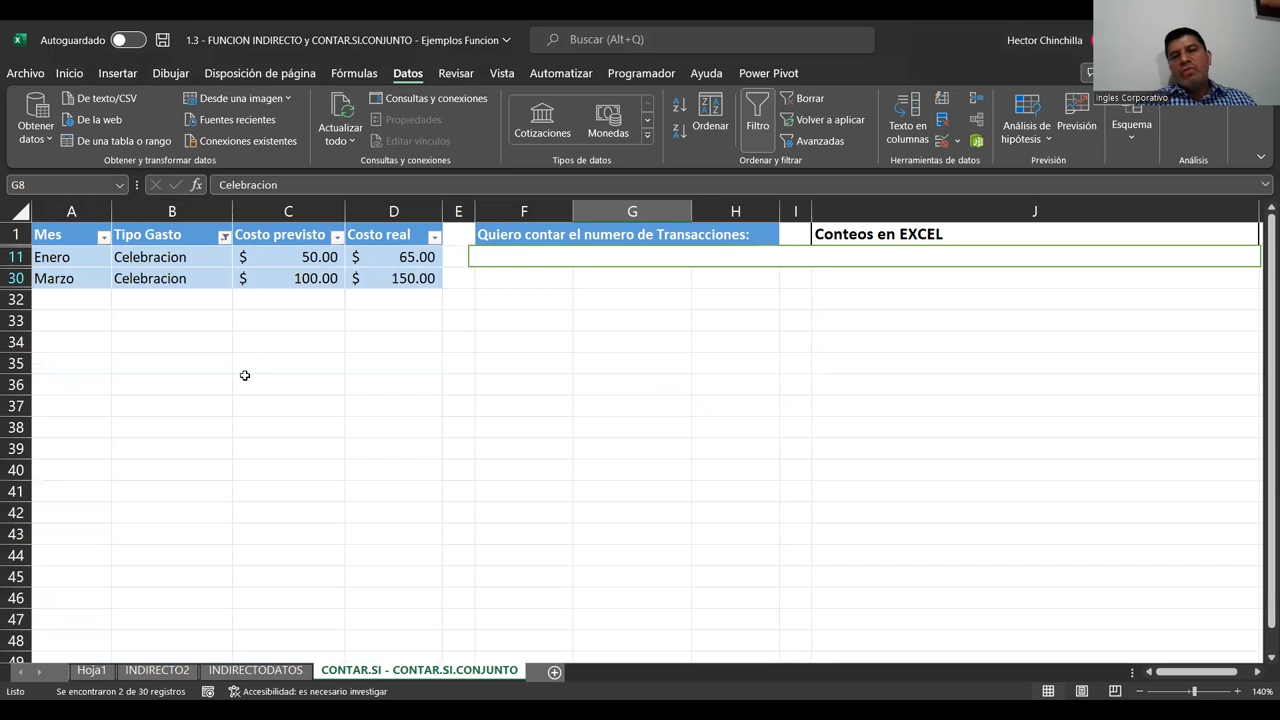 Autoguardado
1.3 - FUNCION INDIRECTO y CONTAR.SI.CONJUNTO - Ejemplos Funcion
Buscar (Alt+Q)
Hector Chinchilla
Ingles Corporativo
Archivo Inicio Insertar Dibujar Disposición de página Fórmulas Datos Revisar Vista Automatizar Programador Ayuda Power Pivot
Obtener datos
De texto/CSV
De la web
De una tabla o rango
Desde una imagen
Fuentes recientes
Conexiones existentes
Obtener y transformar datos
Actualizar todo
Consultas y conexiones
Propiedades
Editar vínculos
Consultas y conexiones
Cotizaciones
Monedas
Tipos de datos
Ordenar
Filtro
Borrar
Volver a aplicar
Avanzadas
Ordenar y filtrar
Texto en columnas
Herramientas de datos
Análisis de hipótesis
Previsión
Previsión
Esquema
Análisis
G8 fx Celebracion
A B C D E F G H I J
1 Mes Tipo Gasto Costo previsto Costo real Quiero contar el numero de Transacciones: Conteos en EXCEL
11 Enero Celebracion $ 50.00 $ 65.00
30 Marzo Celebracion $ 100.00 $ 150.00
32
33
34
35
36
37
38
39
40
41
42
43
44
45
46
47
48
49
Hoja1 INDIRECTO2 INDIRECTODATOS CONTAR.SI - CONTAR.SI.CONJUNTO
Listo Se encontraron 2 de 30 registros Accesibilidad: es necesario investigar 140%